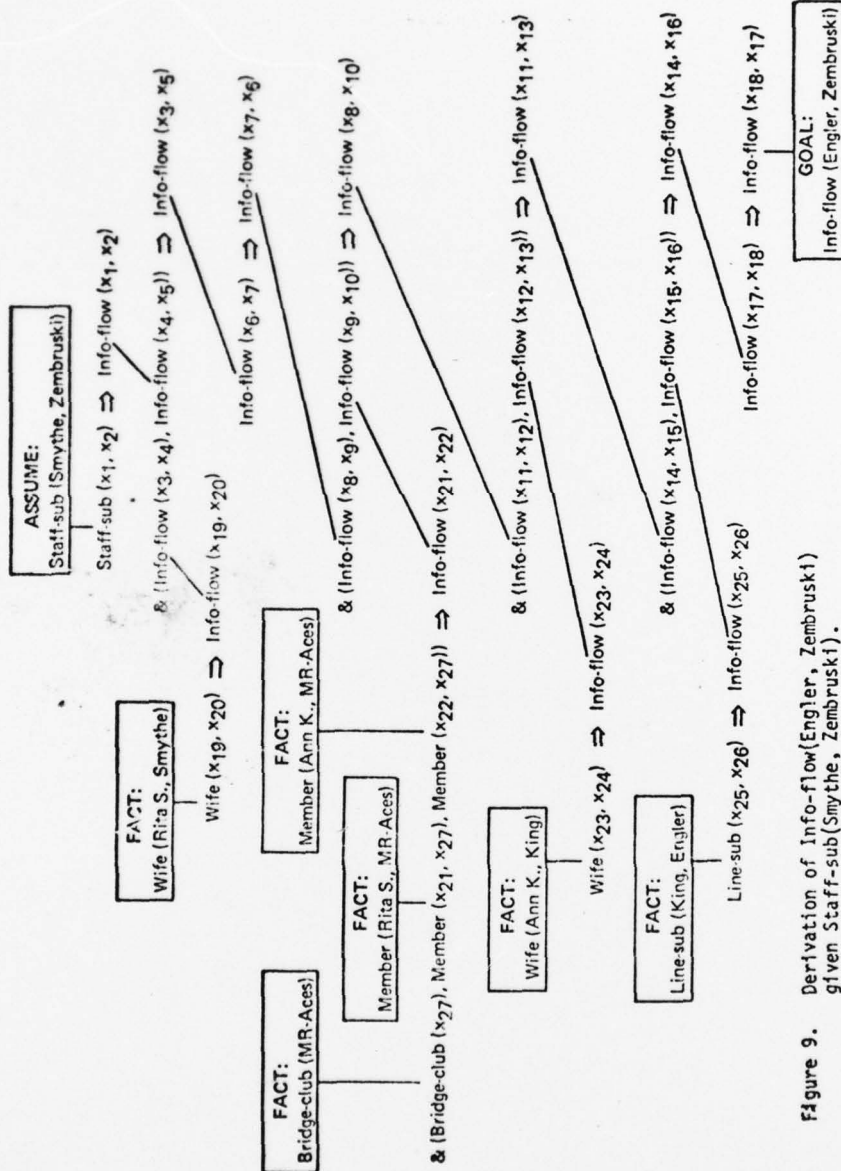 ASSUME:
Staff-sub (Smythe, Zembruski)
Staff-sub (x1, x2) ⇒ Info-flow (x1, x2)
FACT:
Wife (Rita S., Smythe)
& (Info-flow (x3, x4), Info-flow (x4, x5)) ⇒ Info-flow (x3, x5)
Wife (x19, x20) ⇒ Info-flow (x19, x20)
Info-flow (x6, x7) ⇒ Info-flow (x7, x6)
FACT:
Member (Ann K., MR-Aces)
& (Info-flow (x8, x9), Info-flow (x9, x10)) ⇒ Info-flow (x8, x10)
FACT:
Member (Rita S., MR-Aces)
FACT:
Bridge-club (MR-Aces)
& (Bridge-club (x27), Member (x21, x27), Member (x22, x27)) ⇒ Info-flow (x21, x22)
& (Info-flow (x11, x12), Info-flow (x12, x13)) ⇒ Info-flow (x11, x13)
FACT:
Wife (Ann K., King)
Wife (x23, x24) ⇒ Info-flow (x23, x24)
& (Info-flow (x14, x15), Info-flow (x15, x16)) ⇒ Info-flow (x14, x16)
FACT:
Line-sub (King, Engler)
Line-sub (x25, x26) ⇒ Info-flow (x25, x26)
Info-flow (x17, x18) ⇒ Info-flow (x18, x17)
GOAL:
Info-flow (Engler, Zembruski)
Figure 9. Derivation of Info-flow(Engler, Zembruski)
given Staff-sub(Smythe, Zembruski).